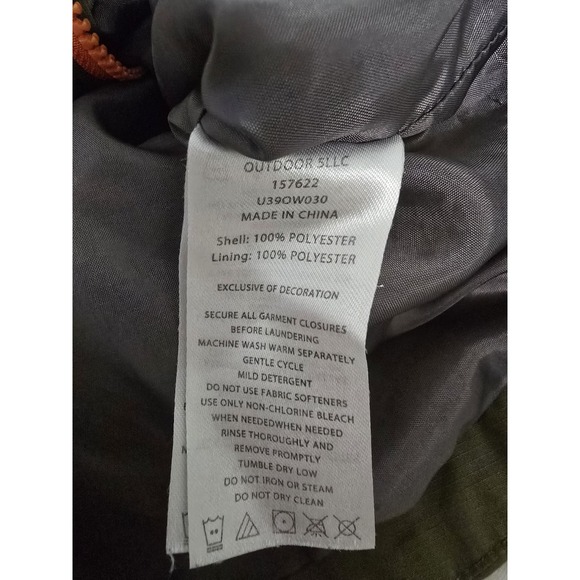 OUTDOOR 5LLC
157622
U39OW030
MADE IN CHINA
Shell: 100% POLYESTER
Lining: 100% POLYESTER
EXCLUSIVE OF DECORATION
SECURE ALL GARMENT CLOSURES
BEFORE LAUNDERING
MACHINE WASH WARM SEPARATELY
GENTLE CYCLE
MILD DETERGENT
DO NOT USE FABRIC SOFTENERS
USE ONLY NON-CHLORINE BLEACH
WHEN NEEDEDWHEN NEEDED
RINSE THOROUGHLY AND
REMOVE PROMPTLY
TUMBLE DRY LOW
DO NOT IRON OR STEAM
DO NOT DRY CLEAN